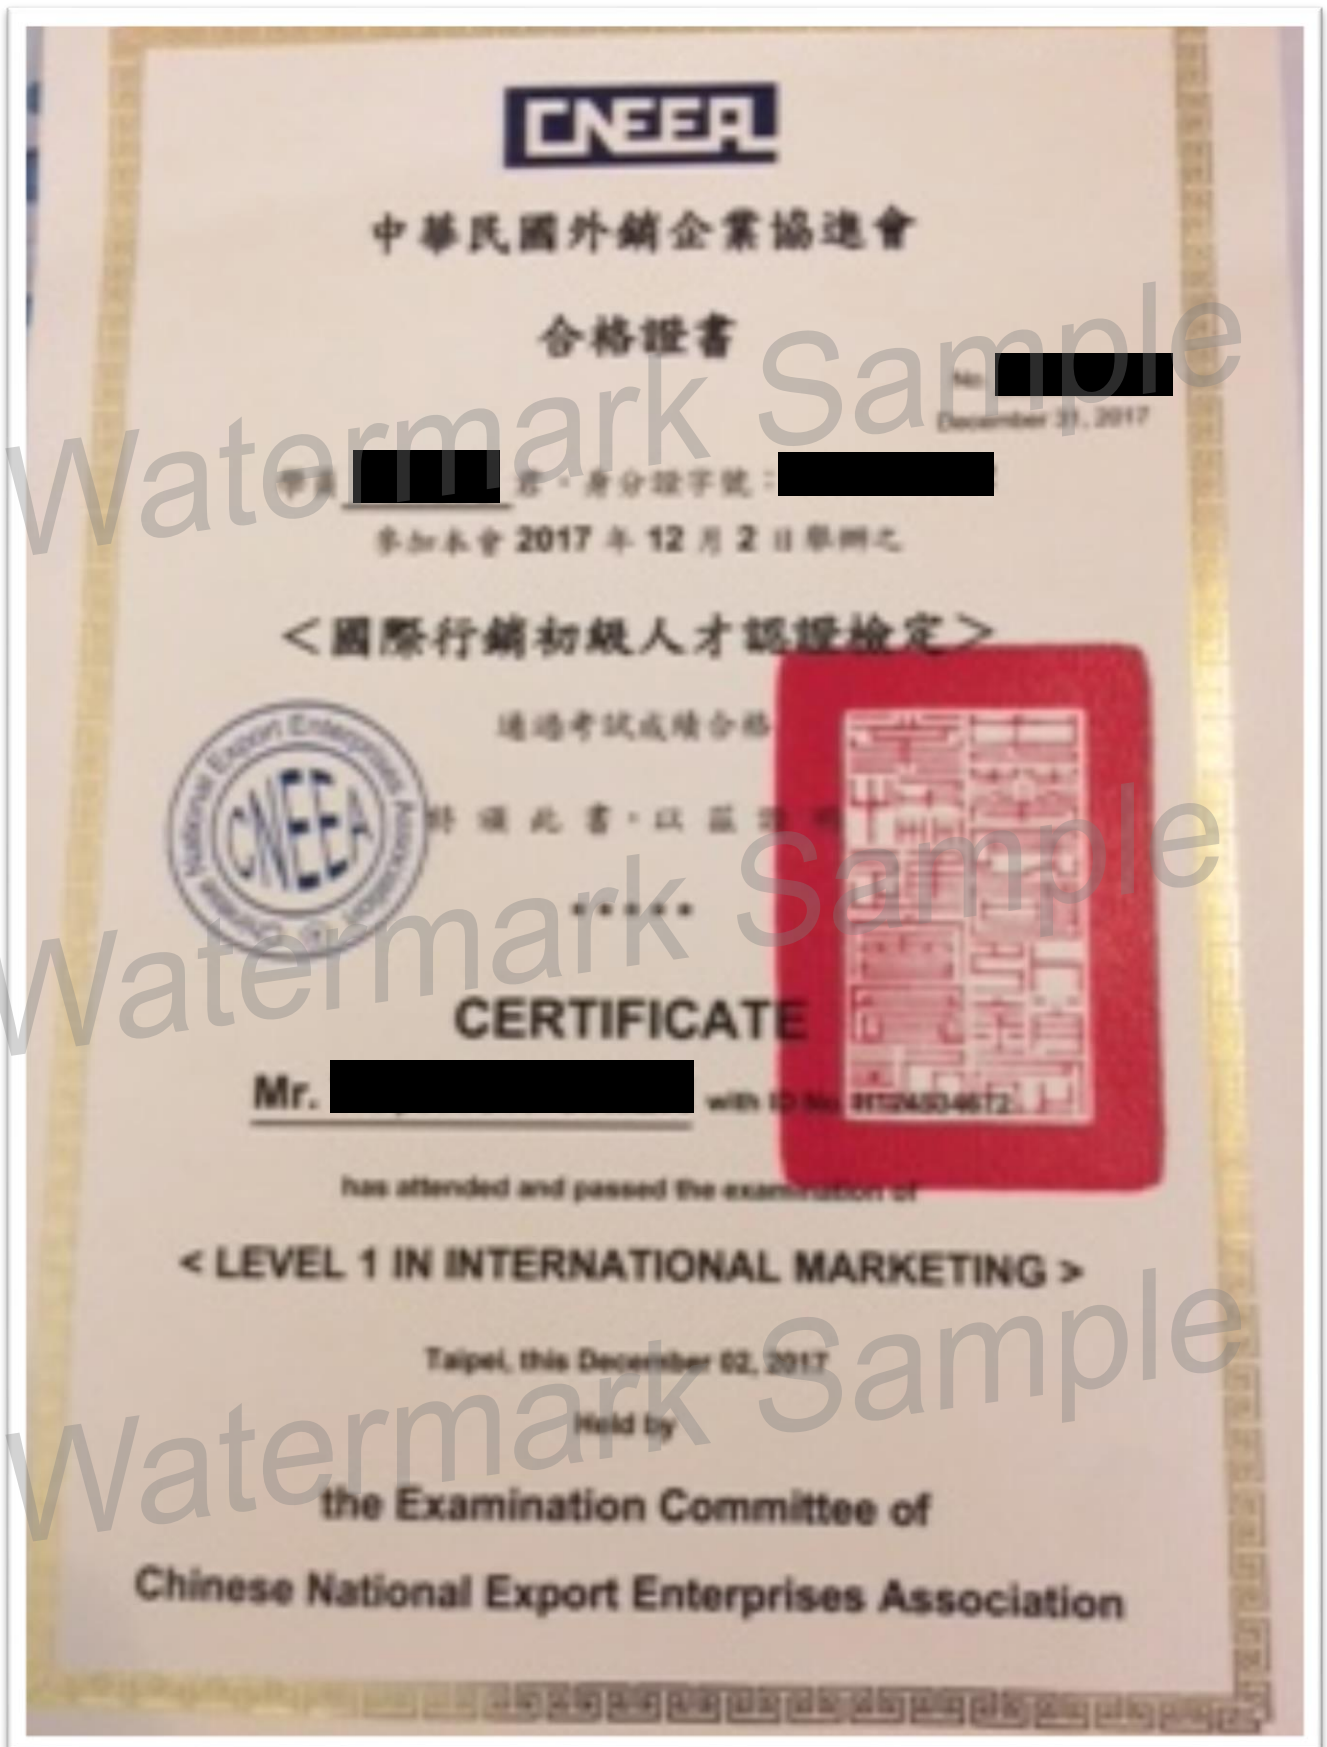 CNEEA
中華民國外銷企業協進會
合格證書
No.
December 31, 2017
學員 君，身分證字號：
參加本會 2017 年 12 月 2 日舉辦之
＜國際行銷初級人才認證檢定＞
通過考試成績合格
特頒此書，以茲證明
*****
Chinese National Export Enterprises Association
CNEEA
CERTIFICATE
Mr. with ID No.
has attended and passed the examination of
< LEVEL 1 IN INTERNATIONAL MARKETING >
Taipei, this December 02, 2017
Held by
the Examination Committee of
Chinese National Export Enterprises Association
Watermark Sample
Watermark Sample
Watermark Sample